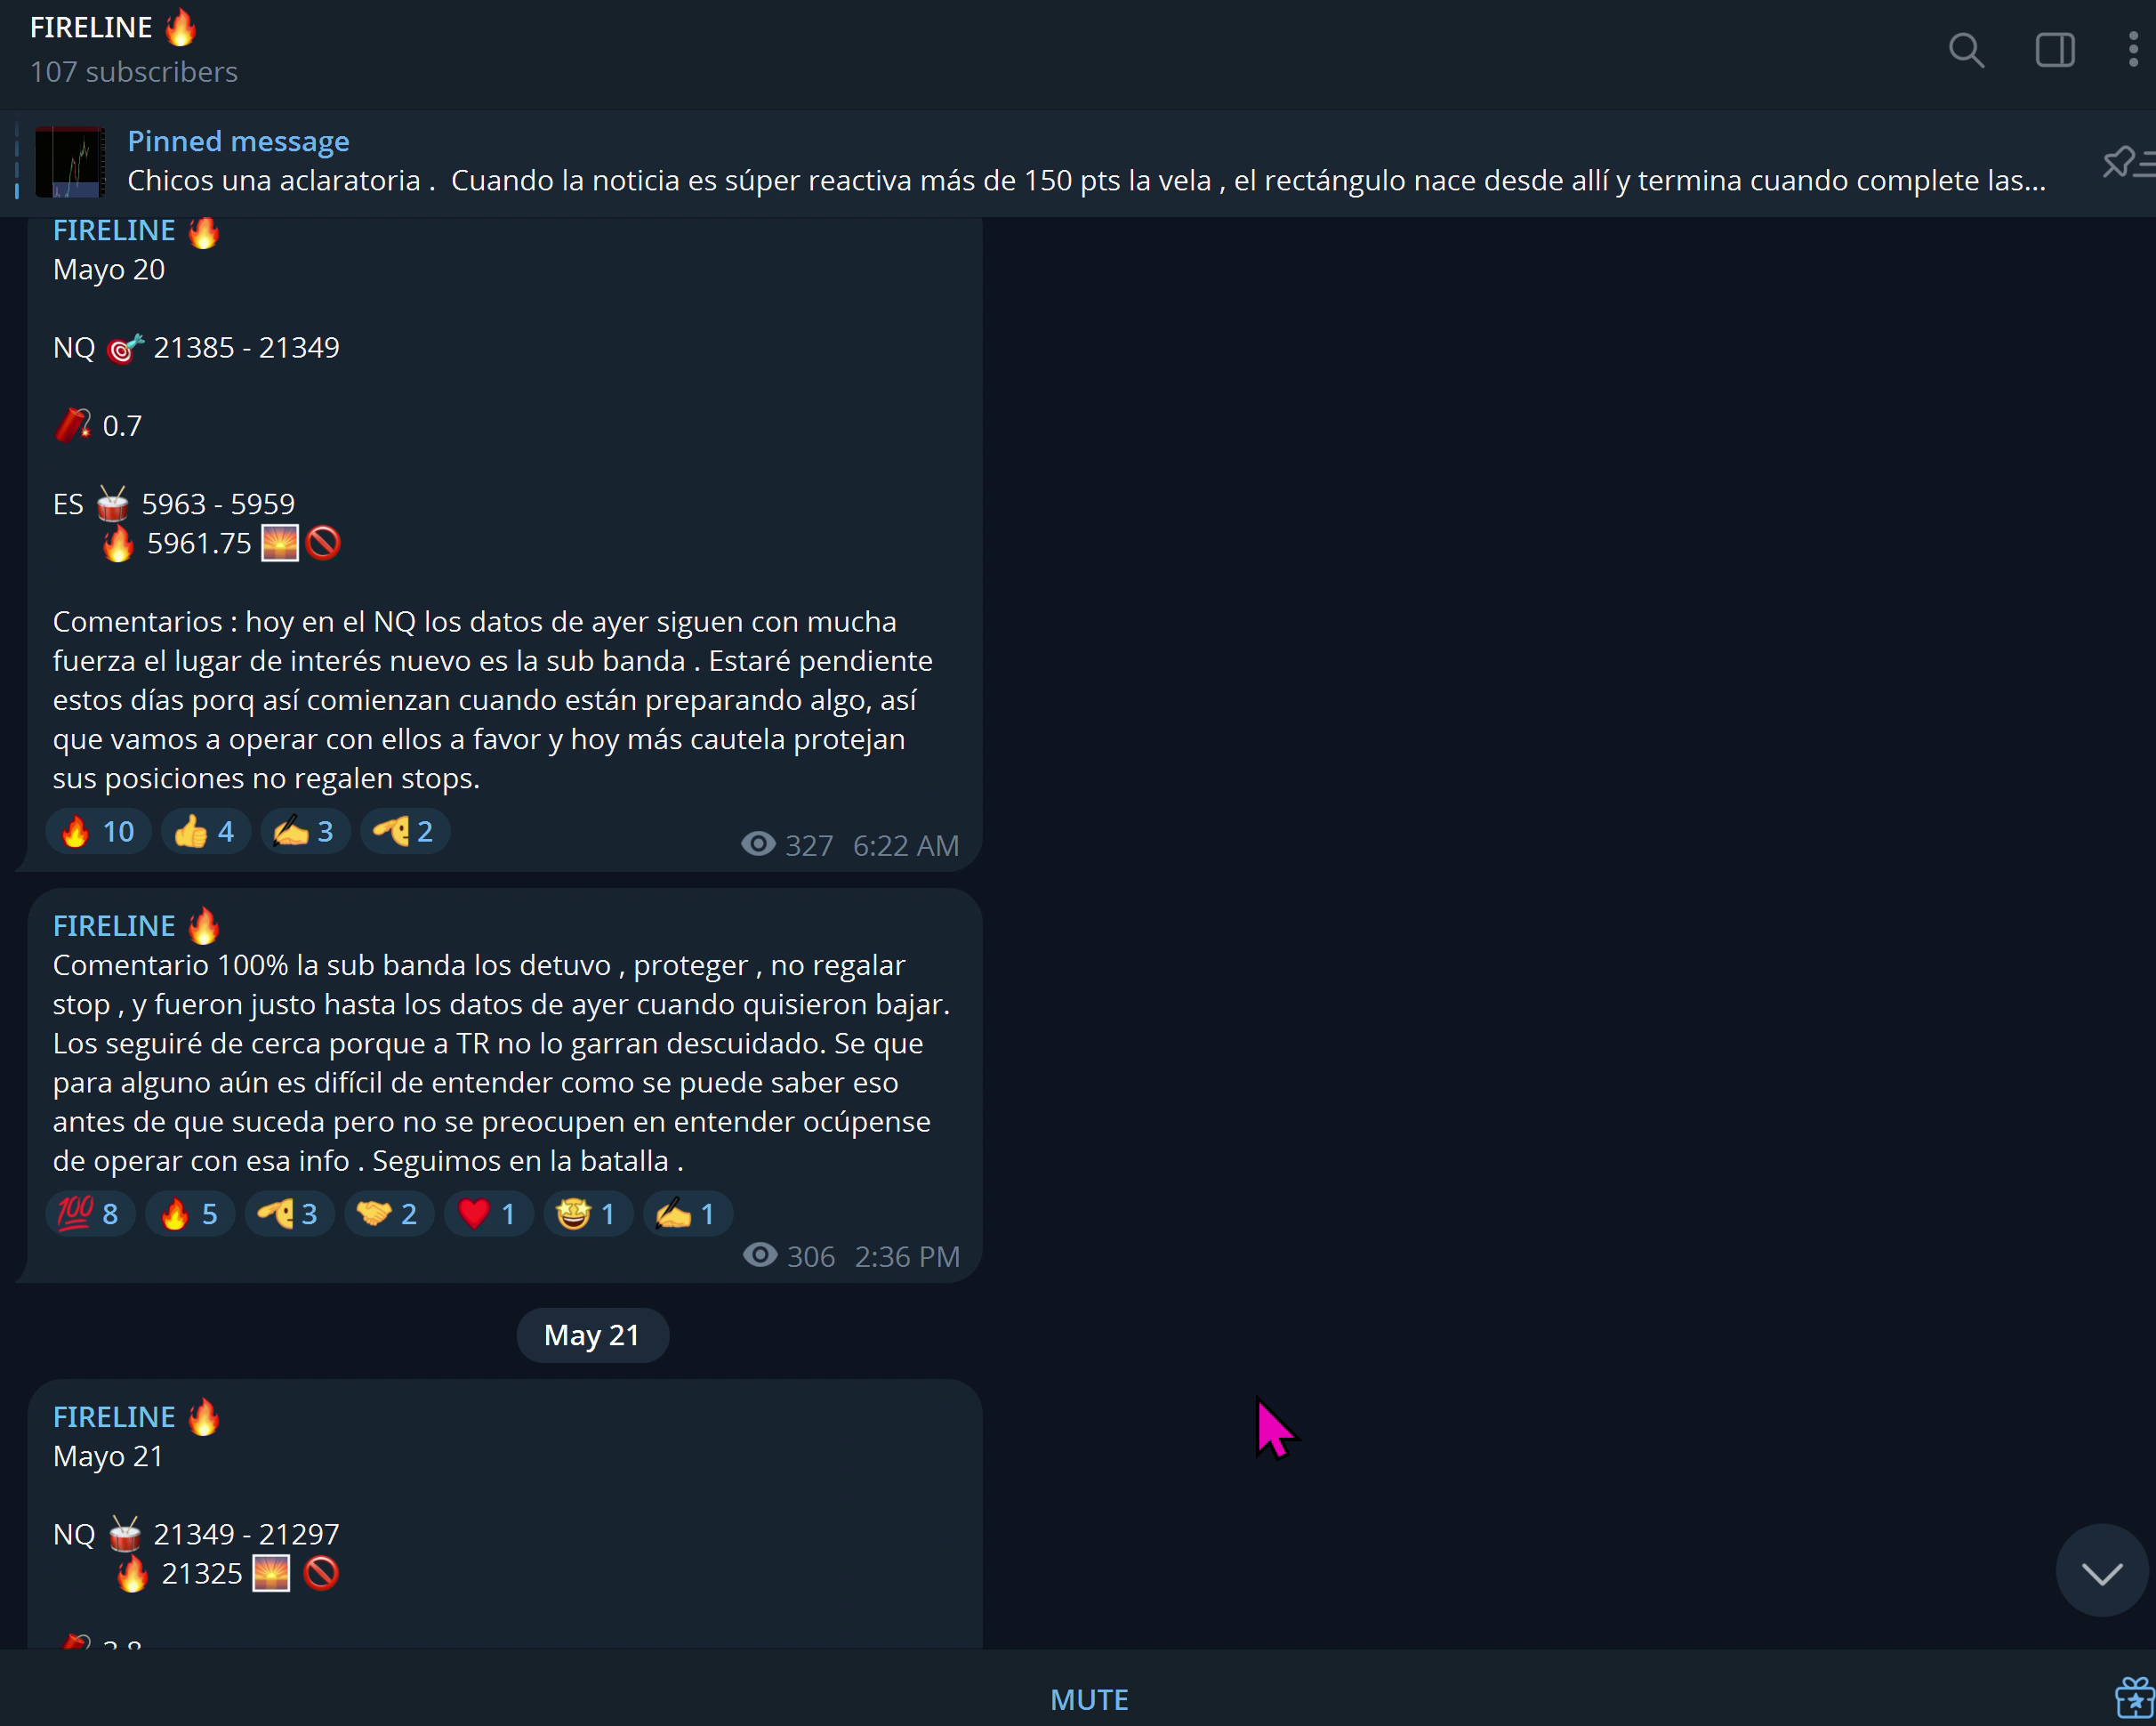 FIRELINE 🔥
107 subscribers
Pinned message
Chicos una aclaratoria . Cuando la noticia es súper reactiva más de 150 pts la vela , el rectángulo nace desde allí y termina cuando complete las...
FIRELINE 🔥
Mayo 20
NQ 🎯 21385 - 21349
🧨 0.7
ES 🥁 5963 - 5959
🔥 5961.75 🌅🚫
Comentarios : hoy en el NQ los datos de ayer siguen con mucha
fuerza el lugar de interés nuevo es la sub banda . Estaré pendiente
estos días porq así comienzan cuando están preparando algo, así
que vamos a operar con ellos a favor y hoy más cautela protejan
sus posiciones no regalen stops.
🔥 10 👍 4 ✍️ 3 🫡 2
327 6:22 AM
FIRELINE 🔥
Comentario 100% la sub banda los detuvo , proteger , no regalar
stop , y fueron justo hasta los datos de ayer cuando quisieron bajar.
Los seguiré de cerca porque a TR no lo garran descuidado. Se que
para alguno aún es difícil de entender como se puede saber eso
antes de que suceda pero no se preocupen en entender ocúpense
de operar con esa info . Seguimos en la batalla .
💯 8 🔥 5 🫡 3 🤝 2 ❤️ 1 🤩 1 ✍️ 1
306 2:36 PM
May 21
FIRELINE 🔥
Mayo 21
NQ 🥁 21349 - 21297
🔥 21325 🌅 🚫
MUTE